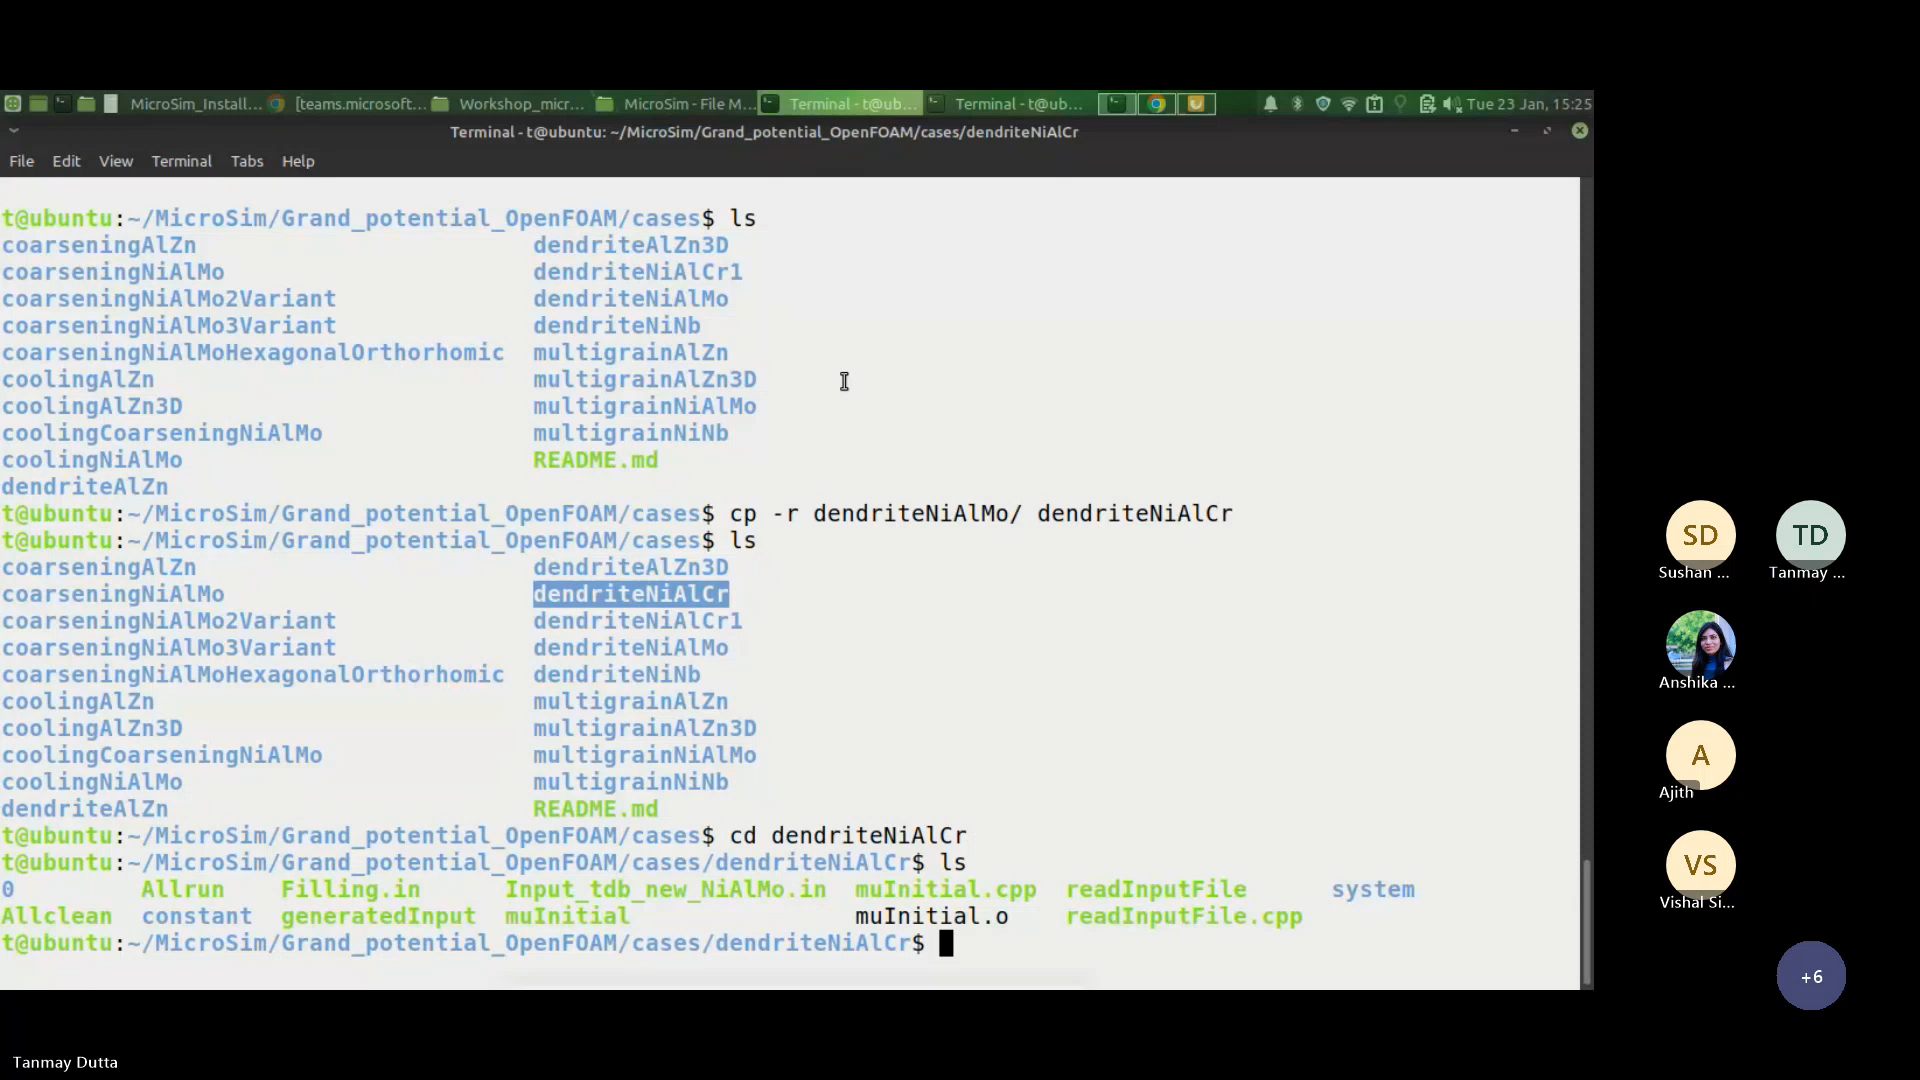 MicroSim_Install... [teams.microsoft... Workshop_micr... MicroSim - File M... Terminal - t@ub... Terminal - t@ub... Tue 23 Jan, 15:25
Terminal - t@ubuntu: ~/MicroSim/Grand_potential_OpenFOAM/cases/dendriteNiAlCr
File Edit View Terminal Tabs Help
t@ubuntu:~/MicroSim/Grand_potential_OpenFOAM/cases$ ls
coarseningAlZn dendriteAlZn3D
coarseningNiAlMo dendriteNiAlCr1
coarseningNiAlMo2Variant dendriteNiAlMo
coarseningNiAlMo3Variant dendriteNiNb
coarseningNiAlMoHexagonalOrthorhomic multigrainAlZn
coolingAlZn multigrainAlZn3D
coolingAlZn3D multigrainNiAlMo
coolingCoarseningNiAlMo multigrainNiNb
coolingNiAlMo README.md
dendriteAlZn
t@ubuntu:~/MicroSim/Grand_potential_OpenFOAM/cases$ cp -r dendriteNiAlMo/ dendriteNiAlCr
t@ubuntu:~/MicroSim/Grand_potential_OpenFOAM/cases$ ls
coarseningAlZn dendriteAlZn3D
coarseningNiAlMo dendriteNiAlCr
coarseningNiAlMo2Variant dendriteNiAlCr1
coarseningNiAlMo3Variant dendriteNiAlMo
coarseningNiAlMoHexagonalOrthorhomic dendriteNiNb
coolingAlZn multigrainAlZn
coolingAlZn3D multigrainAlZn3D
coolingCoarseningNiAlMo multigrainNiAlMo
coolingNiAlMo multigrainNiNb
dendriteAlZn README.md
t@ubuntu:~/MicroSim/Grand_potential_OpenFOAM/cases$ cd dendriteNiAlCr
t@ubuntu:~/MicroSim/Grand_potential_OpenFOAM/cases/dendriteNiAlCr$ ls
0 Allrun Filling.in Input_tdb_new_NiAlMo.in muInitial.cpp readInputFile system
Allclean constant generatedInput muInitial muInitial.o readInputFile.cpp
t@ubuntu:~/MicroSim/Grand_potential_OpenFOAM/cases/dendriteNiAlCr$
SD TD
Sushan ... Tanmay ...
Anshika ...
A
Ajith
VS
Vishal Si...
+6
Tanmay Dutta